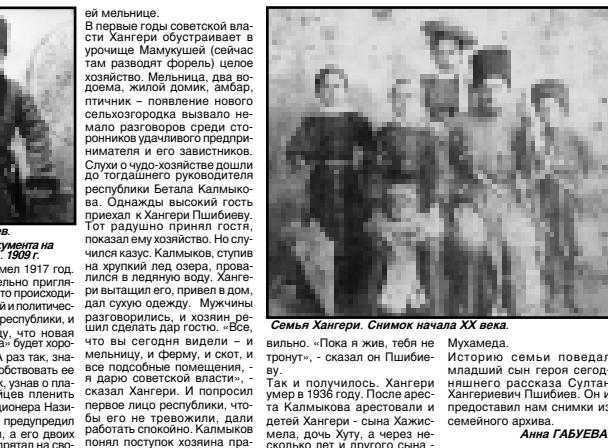 ев.
кумента на
. 1909 г.
мел 1917 год.
ельно пригля-
то происходи-
й и политичес-
республики, и
ду, что новая
а» будет хоро-
А раз так, зна-
обствовать ее
к, узнав о пла-
йцев пленить
ционера Нази-
предупредил
и, а его двоих
прятал на сво-
ей мельнице.
В первые годы советской вла-
сти Хангери обустраивает в
урочище Мамукушей (сейчас
там разводят форель) целое
хозяйство. Мельница, два во-
доема, жилой домик, амбар,
птичник – появление нового
сельхозгородка вызвало не-
мало разговоров среди сто-
ронников удачливого предпри-
нимателя и его завистников.
Слухи о чудо-хозяйстве дошли
до тогдашнего руководителя
республики Бетала Калмыко-
ва. Однажды высокий гость
приехал к Хангери Пшибиеву.
Тот радушно принял гостя,
показал ему хозяйство. Но слу-
чился казус. Калмыков, ступив
на хрупкий лед озера, прова-
лился в ледяную воду. Ханге-
ри вытащил его, привел в дом,
дал сухую одежду. Мужчины
разговорились, и хозяин ре-
шил сделать дар гостю. «Все,
что вы сегодня видели – и
мельницу, и ферму, и скот, и
все подсобные помещения, -
я дарю советской власти», -
сказал Хангери. И попросил
первое лицо республики, что-
бы его не тревожили, дали
работать спокойно. Калмыков
понял поступок хозяина пра-
Семья Хангери. Снимок начала XX века.
вильно. «Пока я жив, тебя не
тронут», - сказал он Пшибие-
ву.
Так и получилось. Хангери
умер в 1936 году. После арес-
та Калмыкова арестовали и
детей Хангери - сына Хажис-
мела, дочь Хуту, а через не-
сколько лет и другого сына -
Мухамеда.
Историю семьи поведал
младший сын героя сегод-
няшнего рассказа Султан
Хангериевич Пшибиев. Он и
предоставил нам снимки из
семейного архива.
Анна ГАБУЕВА